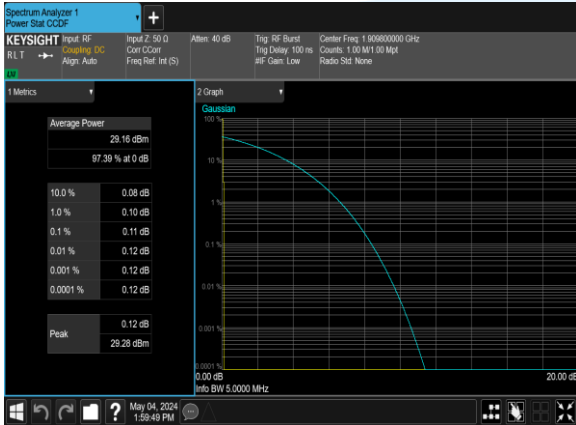 Spectrum Analyzer 1
Power Stat CCDF
KEYSIGHT
RLT
Input: RF
Coupling: DC
Align: Auto
Input Z: 50 Ω
Corr CCorr
Freq Ref: Int (S)
Atten: 40 dB
Trig: RF Burst
Trig Delay: 100 ns
#IF Gain: Low
Center Freq: 1.909800000 GHz
Counts: 1.00 M/1.00 Mpt
Radio Std: None
1 Metrics
Average Power
29.16 dBm
97.39 % at 0 dB
10.0 % 0.08 dB
1.0 % 0.10 dB
0.1 % 0.11 dB
0.01 % 0.12 dB
0.001 % 0.12 dB
0.0001 % 0.12 dB
Peak
0.12 dB
29.28 dBm
2 Graph
Gaussian
100 %
10 %
1 %
0.1 %
0.01 %
0.001 %
0.0001 %
0.00 dB
20.00 dB
Info BW 5.0000 MHz
?
May 04, 2024
1:59:49 PM